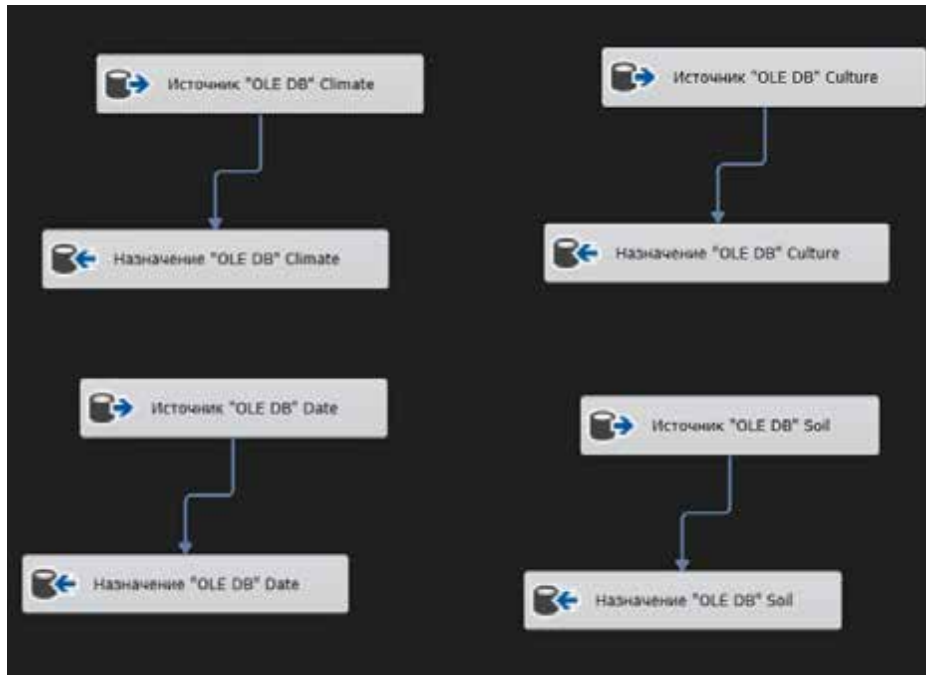 Источник "OLE DB" Climate
Источник "OLE DB" Culture
Назначение "OLE DB" Climate
Назначение "OLE DB" Culture
Источник "OLE DB" Date
Источник "OLE DB" Soil
Назначение "OLE DB" Date
Назначение "OLE DB" Soil